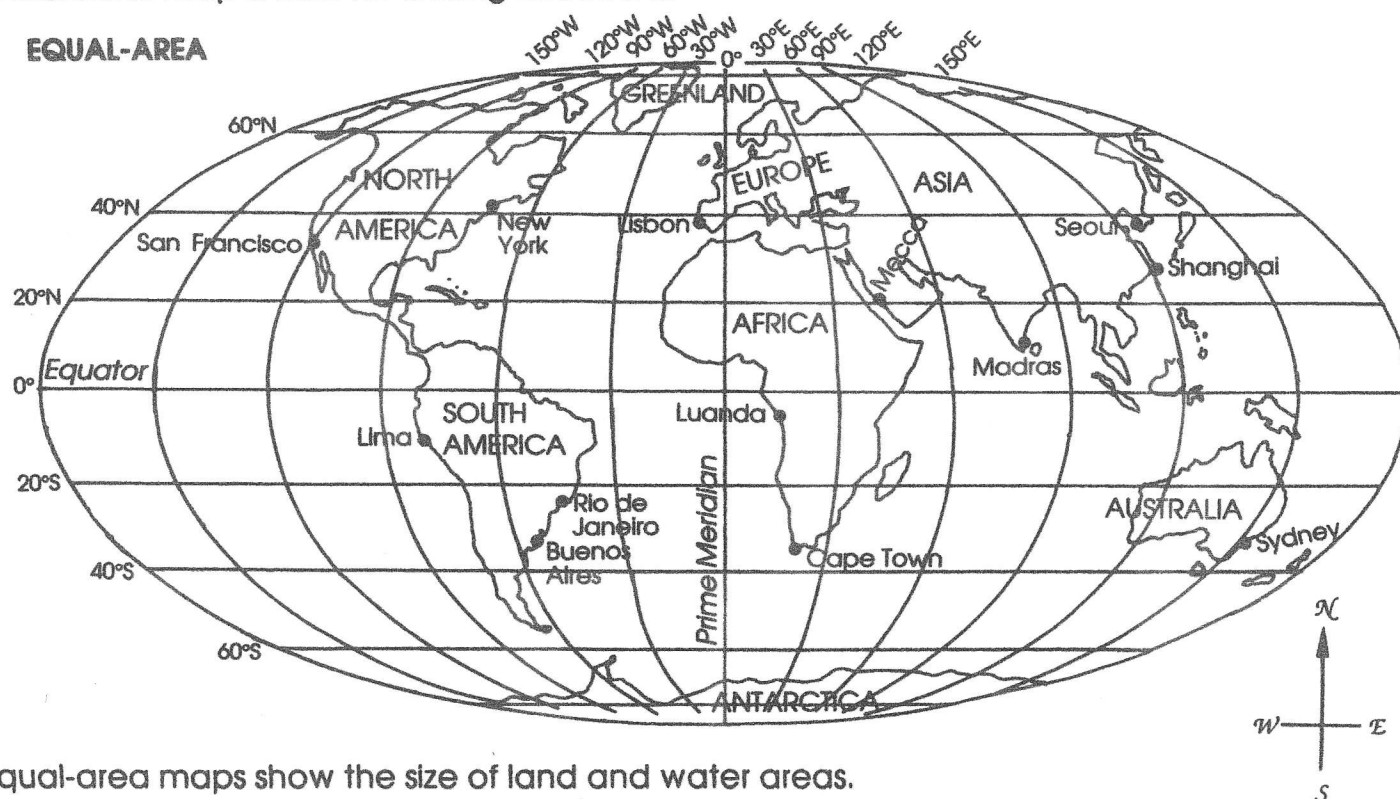 EQUAL-AREA
150°W 120°W 90°W 60°W 30°W 0° 30°E 60°E 90°E 120°E 150°E
GREENLAND
60°N
NORTH
AMERICA
EUROPE
ASIA
40°N
New
York
Lisbon
Seoul
San Francisco
Mecca
Shanghai
20°N
AFRICA
Madras
Equator
0°
SOUTH
AMERICA
Luanda
Lima
20°S
Rio de
Janeiro
Buenos
Aires
Prime Meridian
AUSTRALIA
Sydney
Cape Town
40°S
60°S
ANTARCTICA
N
W E
S
qual-area maps show the size of land and water areas.